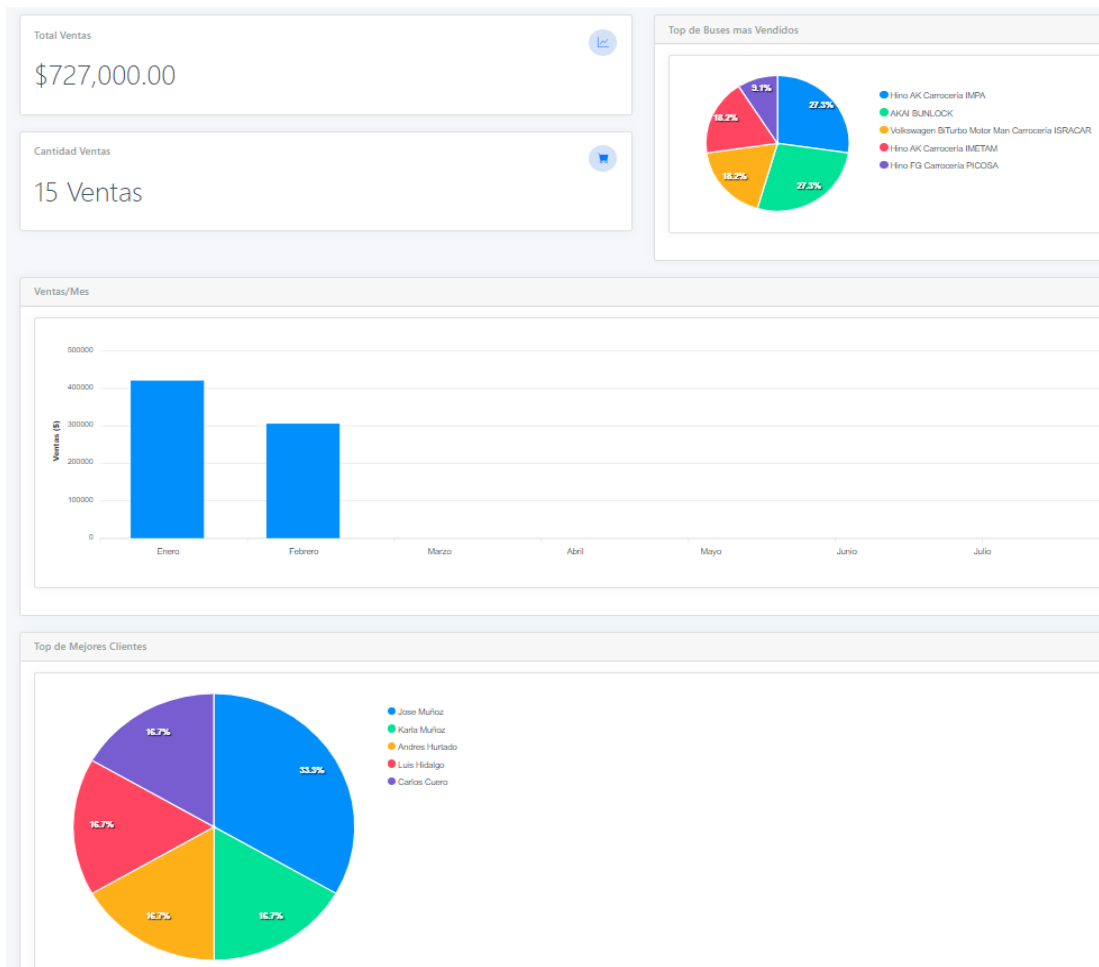 Total Ventas
$727,000.00
Cantidad Ventas
15 Ventas
Top de Buses mas Vendidos
9.1%
27.3%
18.2%
18.2%
27.3%
Hino AK Carrocería IMPA
AKAI BUNLOCK
Volkswagen BiTurbo Motor Man Carrocería ISRACAR
Hino AK Carrocería IMETAM
Hino FG Carrocería PICOSA
Ventas/Mes
Ventas ($)
500000
400000
300000
200000
100000
0
Enero Febrero Marzo Abril Mayo Junio Julio
Top de Mejores Clientes
16.7%
33.3%
16.7%
16.7%
16.7%
Jose Muñoz
Karla Muñoz
Andres Hurtado
Luis Hidalgo
Carlos Cuero